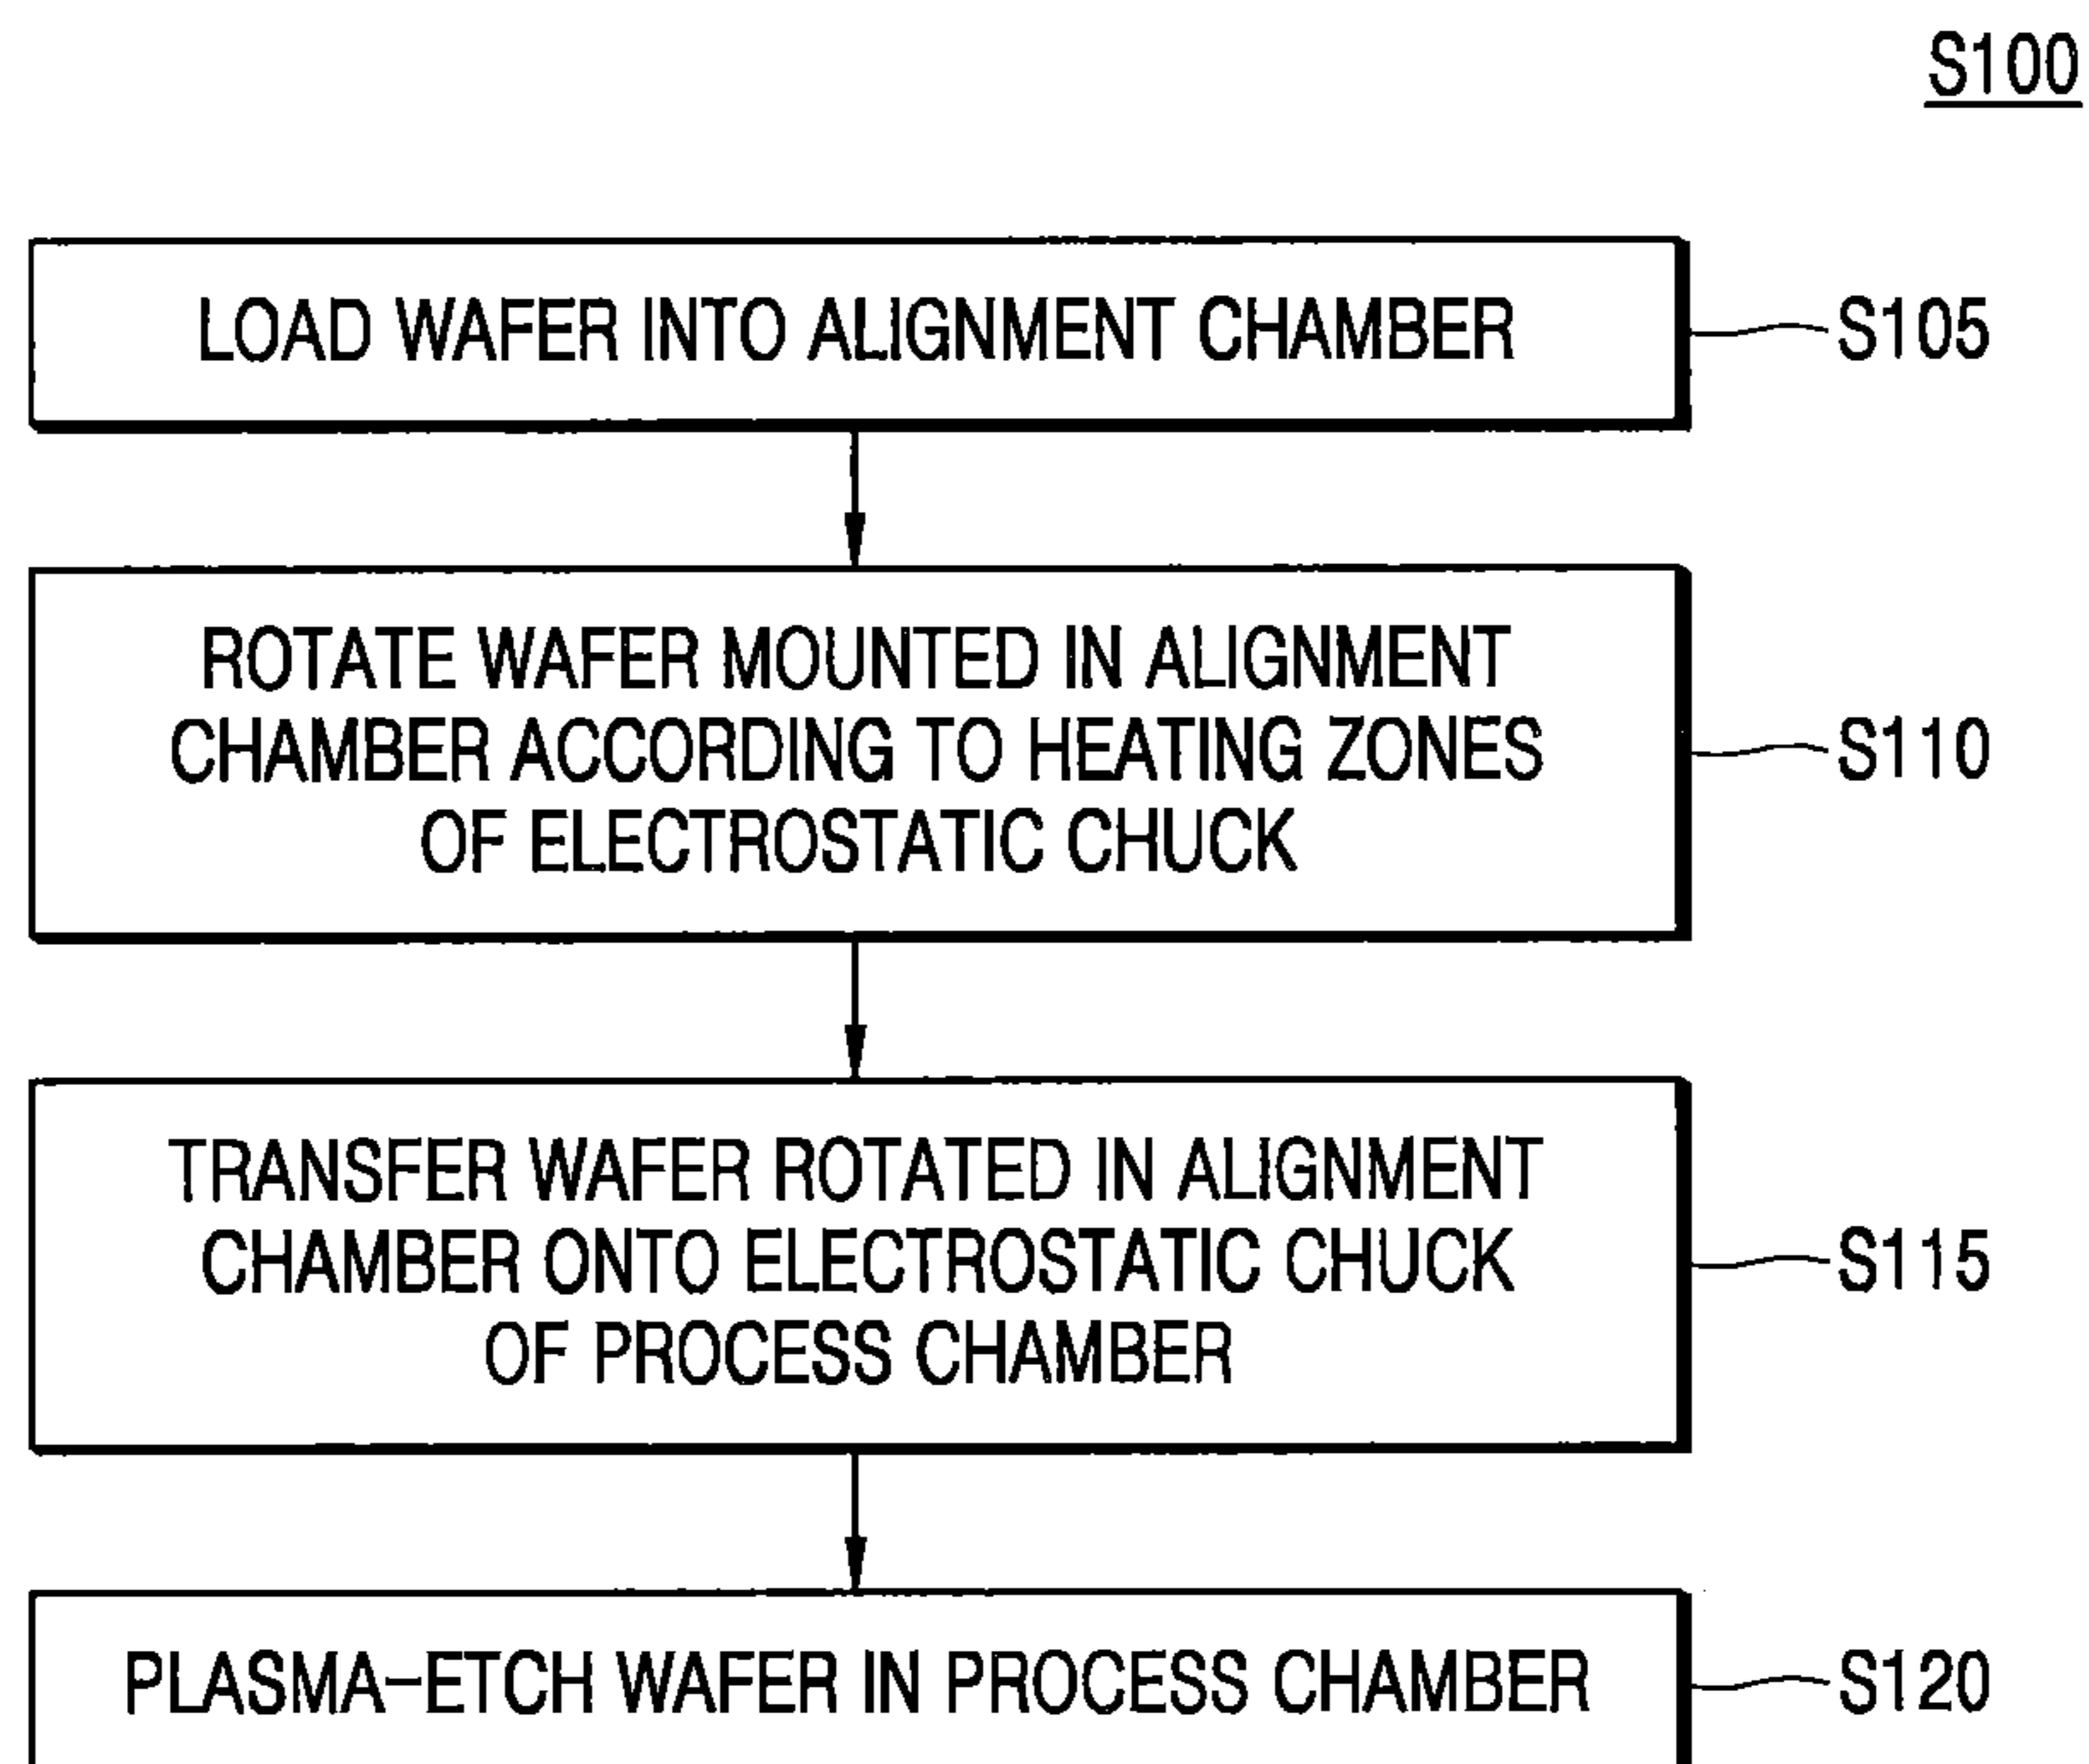 S100
LOAD WAFER INTO ALIGNMENT CHAMBER
S105
ROTATE WAFER MOUNTED IN ALIGNMENT
CHAMBER ACCORDING TO HEATING ZONES
OF ELECTROSTATIC CHUCK
S110
TRANSFER WAFER ROTATED IN ALIGNMENT
CHAMBER ONTO ELECTROSTATIC CHUCK
OF PROCESS CHAMBER
S115
PLASMA-ETCH WAFER IN PROCESS CHAMBER
S120